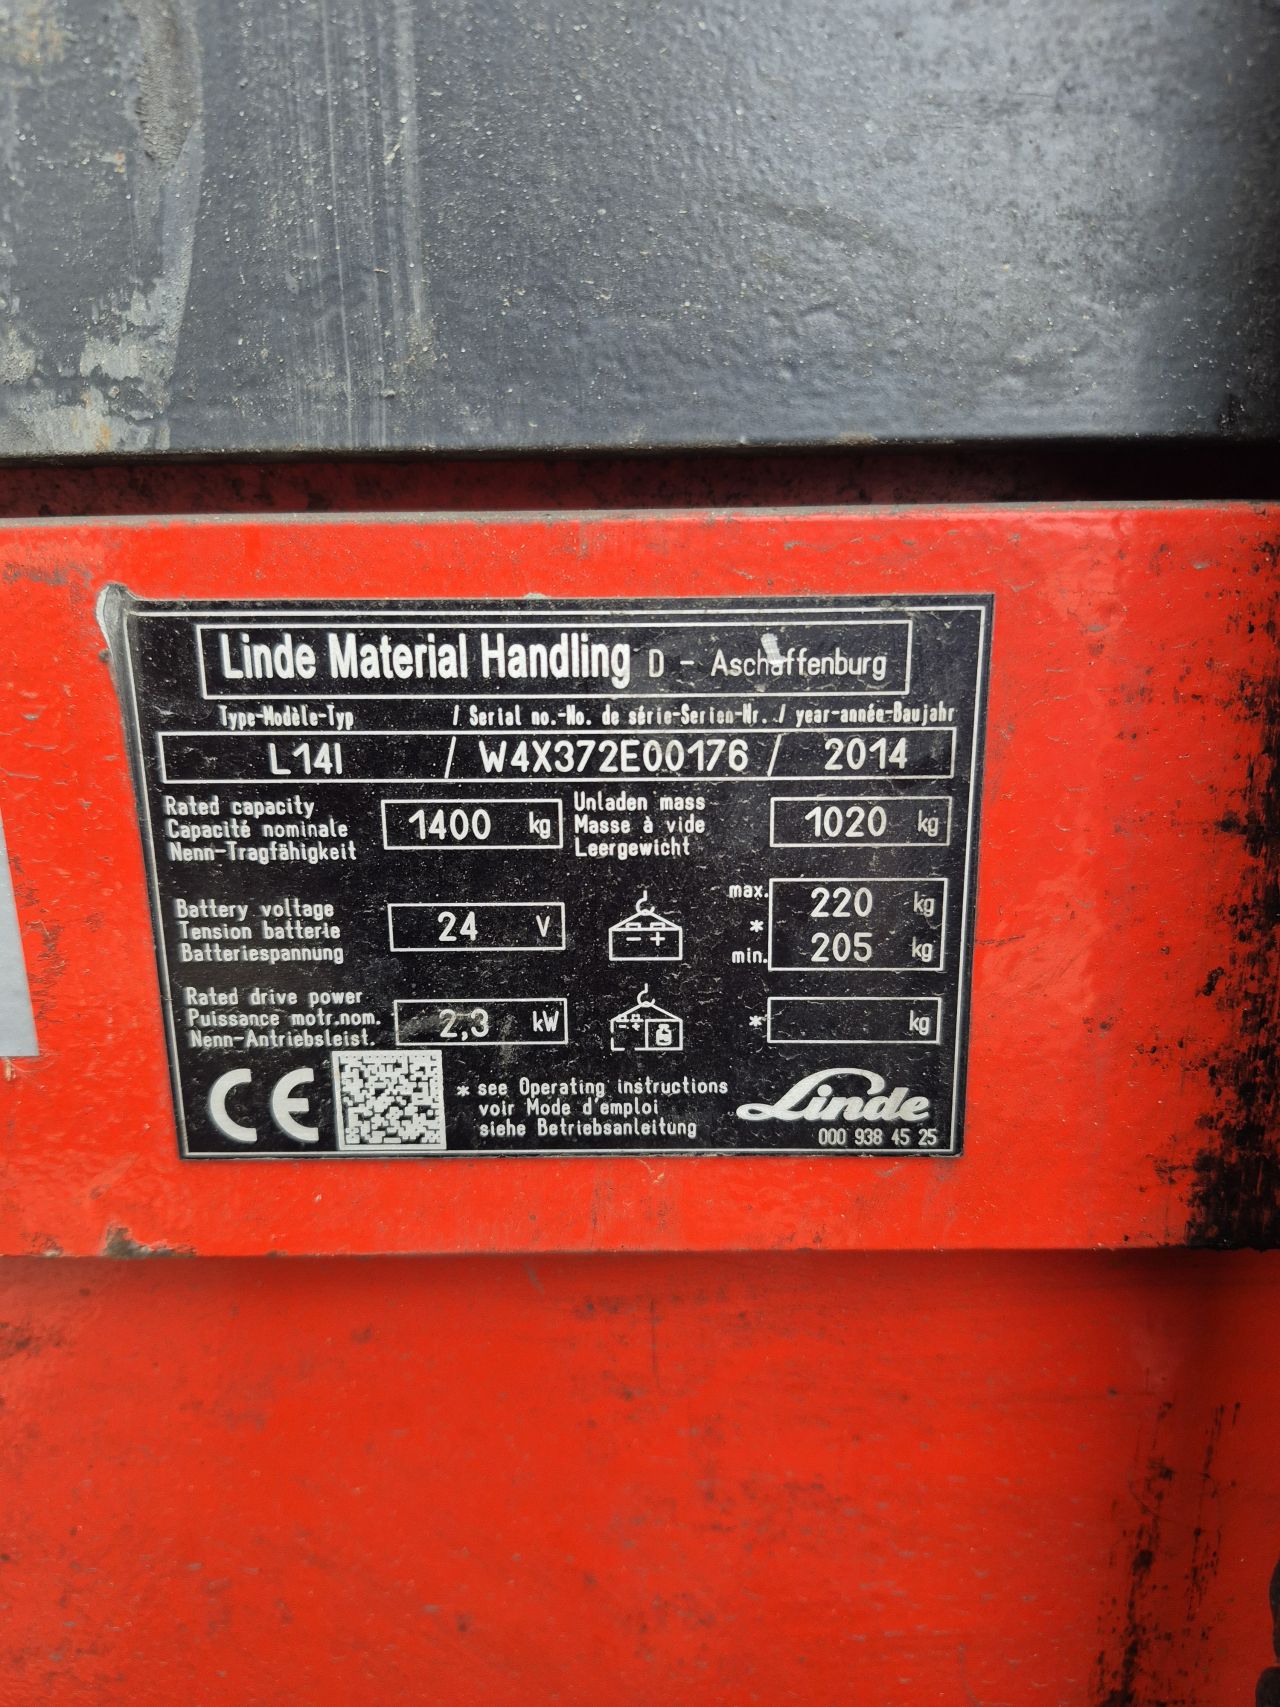 Linde Material Handling D - Aschaffenburg
Type-Modèle-Typ / Serial no.-No. de série-Serien-Nr. / year-année-Baujahr
L14I / W4X372E00176 / 2014
Rated capacity
Capacité nominale
Nenn-Tragfähigkeit
1400 kg
Unladen mass
Masse à vide
Leergewicht
1020 kg
Battery voltage
Tension batterie
Batteriespannung
24 V
- +
max. 220 kg
*
min. 205 kg
Rated drive power
Puissance motr.nom.
Nenn-Antriebsleist.
2,3 kW
- +
* kg
CE
* see Operating instructions
voir Mode d'emploi
siehe Betriebsanleitung
Linde
000 938 45 25